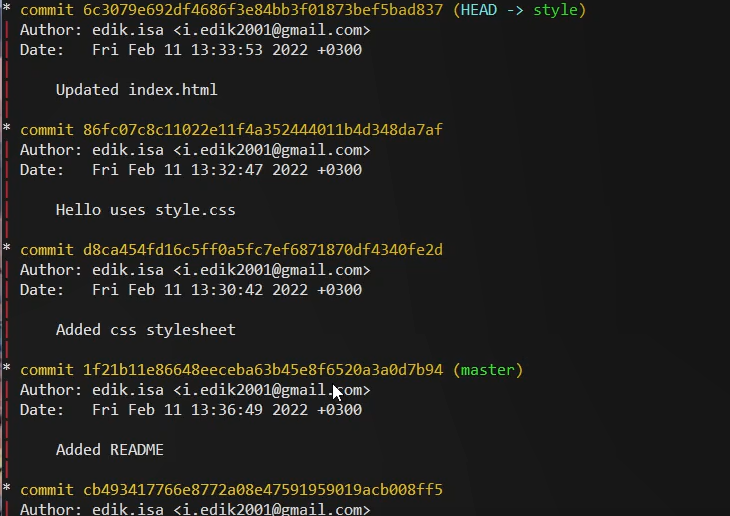 * commit 6c3079e692df4686f3e84bb3f01873bef5bad837 (HEAD -> style)
| Author: edik.isa <i.edik2001@gmail.com>
| Date:   Fri Feb 11 13:33:53 2022 +0300
|
|     Updated index.html
|
* commit 86fc07c8c11022e11f4a352444011b4d348da7af
| Author: edik.isa <i.edik2001@gmail.com>
| Date:   Fri Feb 11 13:32:47 2022 +0300
|
|     Hello uses style.css
|
* commit d8ca454fd16c5ff0a5fc7ef6871870df4340fe2d
| Author: edik.isa <i.edik2001@gmail.com>
| Date:   Fri Feb 11 13:30:42 2022 +0300
|
|     Added css stylesheet
|
* commit 1f21b11e86648eeceba63b45e8f6520a3a0d7b94 (master)
| Author: edik.isa <i.edik2001@gmail.com>
| Date:   Fri Feb 11 13:36:49 2022 +0300
|
|     Added README
|
* commit cb493417766e8772a08e47591959019acb008ff5
| Author: edik.isa <i.edik2001@gmail.com>